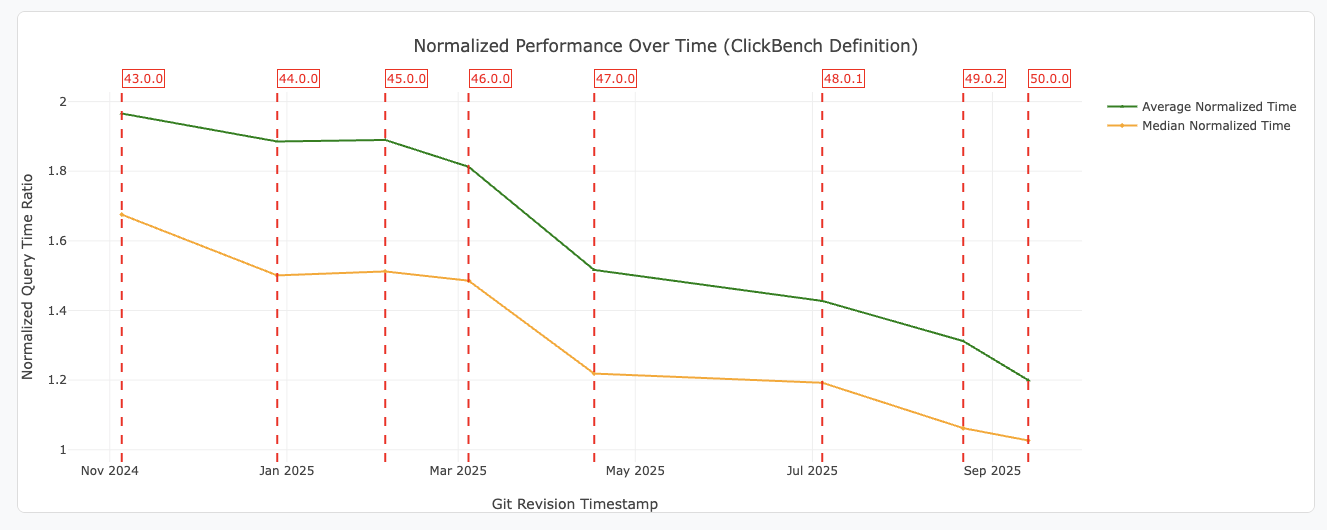 Normalized Performance Over Time (ClickBench Definition)
43.0.0 44.0.0 45.0.0 46.0.0 47.0.0 48.0.1 49.0.2 50.0.0
Average Normalized Time
Median Normalized Time
Normalized Query Time Ratio
2
1.8
1.6
1.4
1.2
1
Nov 2024 Jan 2025 Mar 2025 May 2025 Jul 2025 Sep 2025
Git Revision Timestamp